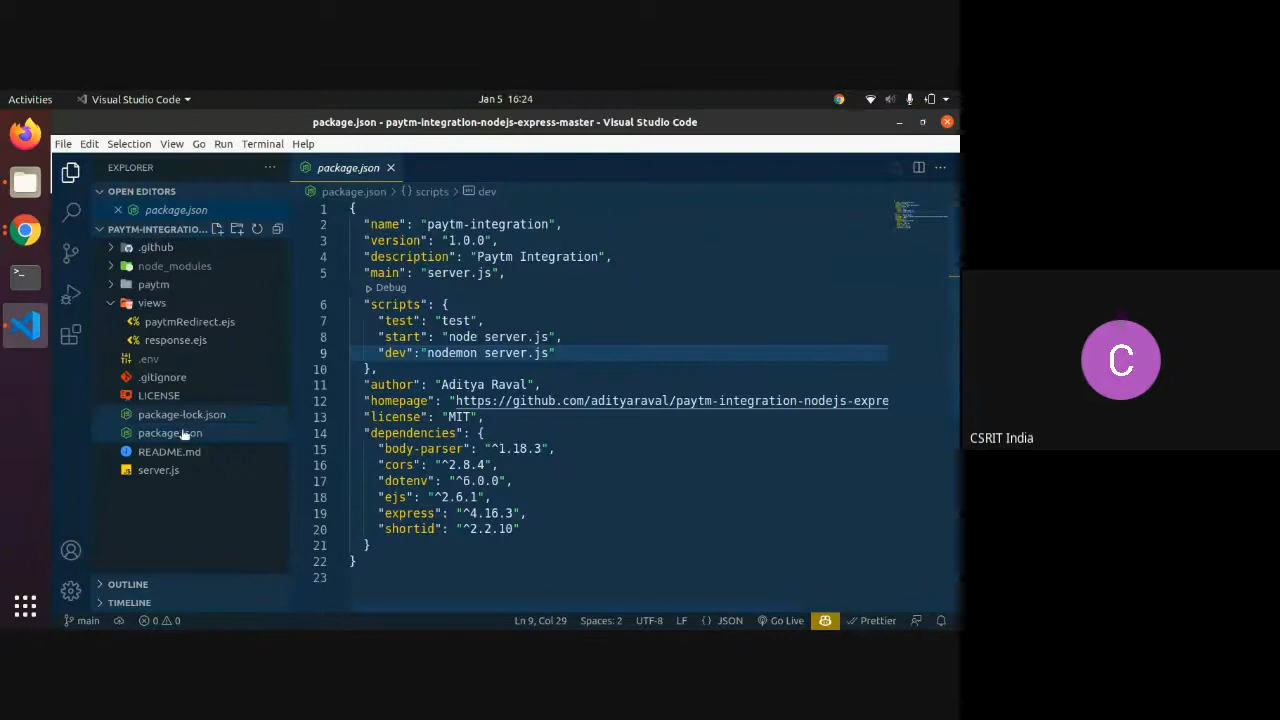 Activities
Visual Studio Code
Jan 5 16:24
package.json - paytm-integration-nodejs-express-master - Visual Studio Code
File Edit Selection View Go Run Terminal Help
EXPLORER
OPEN EDITORS
package.json
PAYTM-INTEGRATIO...
.github
node_modules
paytm
views
paytmRedirect.ejs
response.ejs
.env
.gitignore
LICENSE
package-lock.json
package.json
README.md
server.js
OUTLINE
TIMELINE
package.json
package.json > {} scripts > dev
1 {
2 "name": "paytm-integration",
3 "version": "1.0.0",
4 "description": "Paytm Integration",
5 "main": "server.js",
Debug
6 "scripts": {
7 "test": "test",
8 "start": "node server.js",
9 "dev":"nodemon server.js"
10 },
11 "author": "Aditya Raval",
12 "homepage": "https://github.com/adityaraval/paytm-integration-nodejs-expre
13 "license": "MIT",
14 "dependencies": {
15 "body-parser": "^1.18.3",
16 "cors": "^2.8.4",
17 "dotenv": "^6.0.0",
18 "ejs": "^2.6.1",
19 "express": "^4.16.3",
20 "shortid": "^2.2.10"
21 }
22 }
23
main 0 0 Ln 9, Col 29 Spaces: 2 UTF-8 LF {} JSON Go Live Prettier
C
CSRIT India